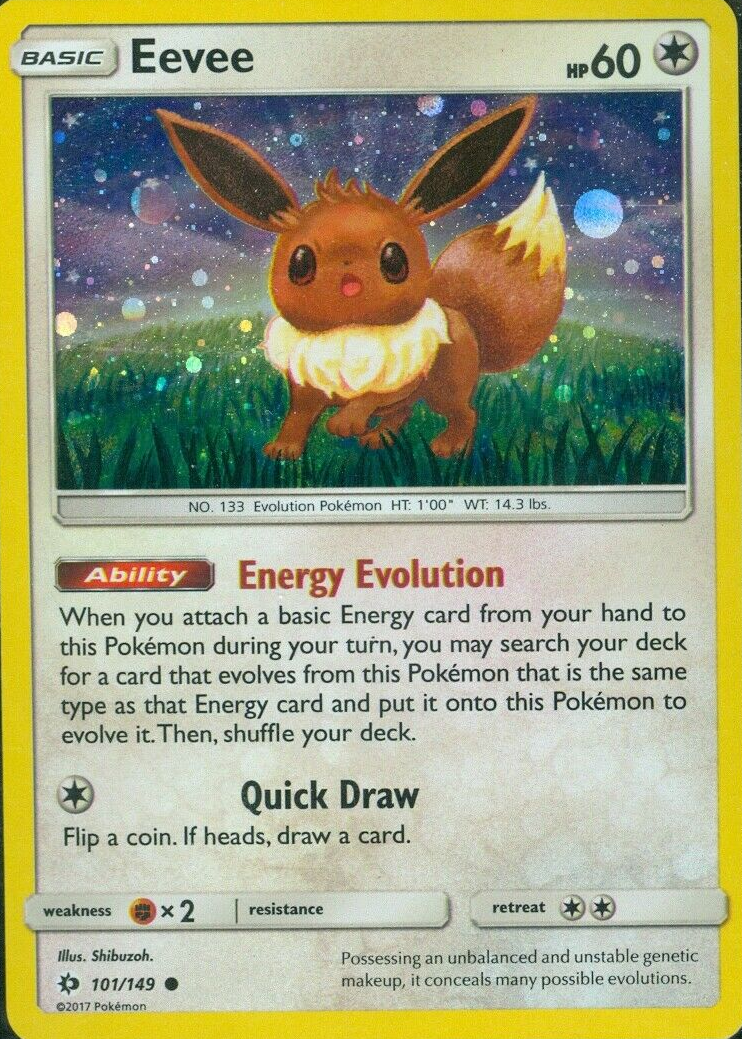 BASIC Eevee HP60
NO. 133 Evolution Pokémon HT: 1'00" WT: 14.3 lbs.
Ability Energy Evolution
When you attach a basic Energy card from your hand to
this Pokémon during your turn, you may search your deck
for a card that evolves from this Pokémon that is the same
type as that Energy card and put it onto this Pokémon to
evolve it. Then, shuffle your deck.
Quick Draw
Flip a coin. If heads, draw a card.
weakness ×2 resistance retreat
Illus. Shibuzoh.
101/149
©2017 Pokémon
Possessing an unbalanced and unstable genetic
makeup, it conceals many possible evolutions.